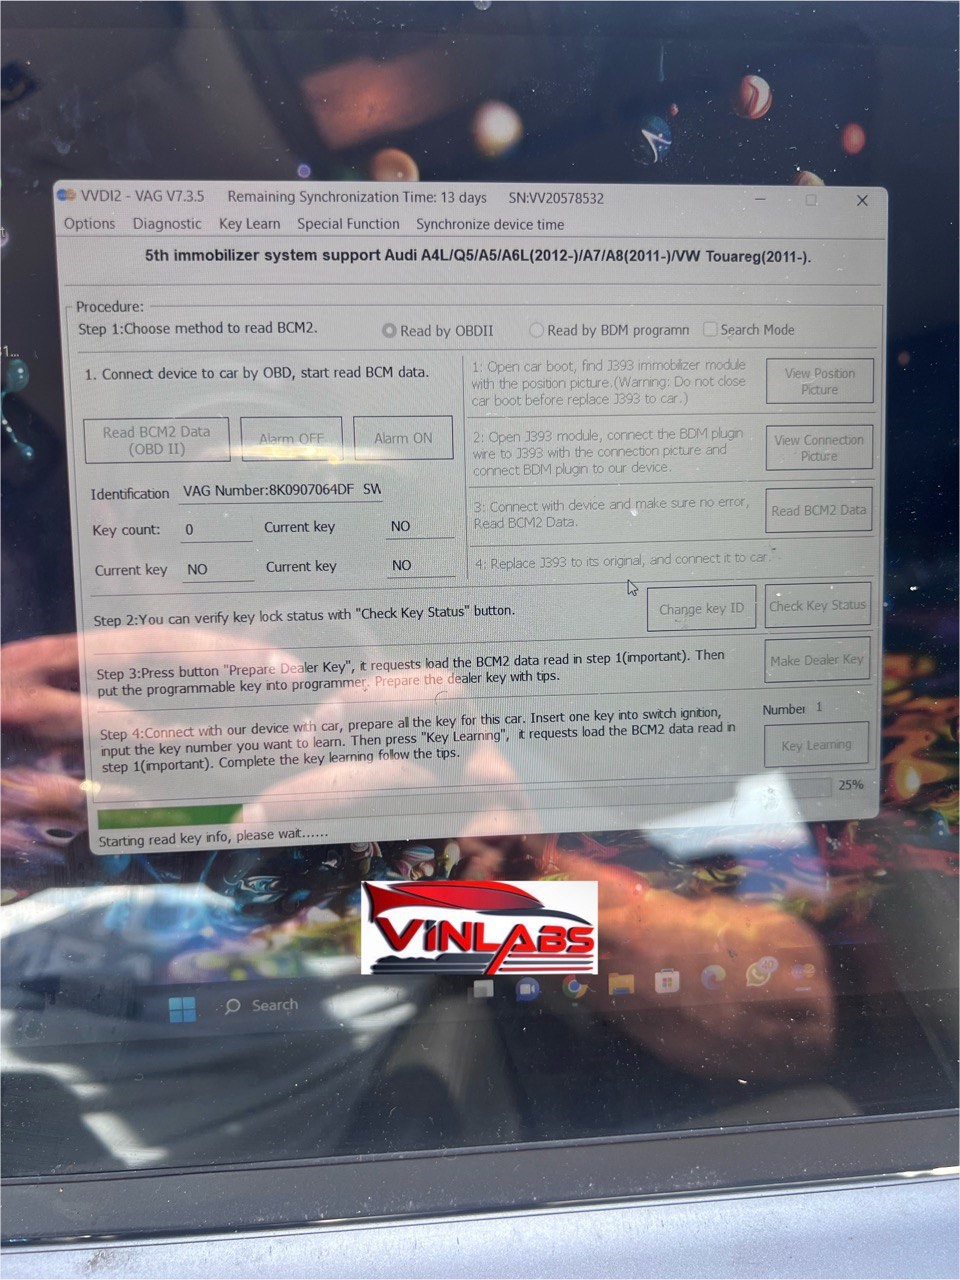 VVDI2 - VAG V7.3.5 Remaining Synchronization Time: 13 days SN:VV20578532
Options Diagnostic Key Learn Special Function Synchronize device time
5th immobilizer system support Audi A4L/Q5/A5/A6L(2012-)/A7/A8(2011-)/VW Touareg(2011-).
Procedure:
Step 1:Choose method to read BCM2. Read by OBDII Read by BDM programn Search Mode
1. Connect device to car by OBD, start read BCM data.
Read BCM2 Data
(OBD II)
Alarm OFF
Alarm ON
Identification VAG Number:8K0907064DF SW
Key count: 0 Current key NO
Current key NO Current key NO
1: Open car boot, find J393 immobilizer module
with the position picture.(Warning: Do not close
car boot before replace J393 to car.)
View Position
Picture
2: Open J393 module, connect the BDM plugin
wire to J393 with the connection picture and
connect BDM plugin to our device.
View Connection
Picture
3: Connect with device and make sure no error,
Read BCM2 Data.
Read BCM2 Data
4: Replace J393 to its original, and connect it to car.
Step 2:You can verify key lock status with "Check Key Status" button.
Change key ID
Check Key Status
Step 3:Press button "Prepare Dealer Key", it requests load the BCM2 data read in step 1(important). Then
put the programmable key into programmer. Prepare the dealer key with tips.
Make Dealer Key
Step 4:Connect with our device with car, prepare all the key for this car. Insert one key into switch ignition,
input the key number you want to learn. Then press "Key Learning", it requests load the BCM2 data read in
step 1(important). Complete the key learning follow the tips.
Number 1
Key Learning
25%
Starting read key info, please wait......
VINLABS
Search